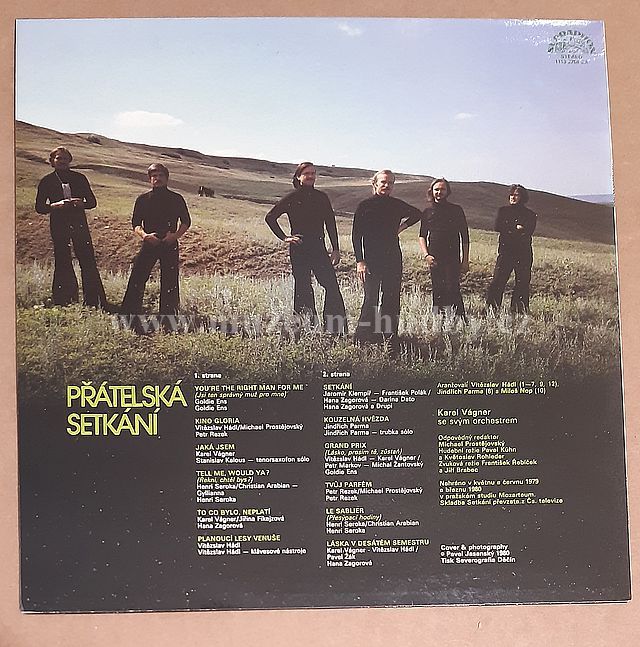 SUPRAPHON
STEREO
www.muzeum-hudby.cz
PŘÁTELSKÁ
SETKÁNÍ
1. strana
YOU'RE THE RIGHT MAN FOR ME
(Jsi ten správný muž pro mne)
Goldie Ens
Goldie Ens
KINO GLORIA
Vítězslav Hádl/Michael Prostějovský
Petr Rezek
JAKÁ JSEM
Karel Vágner
Stanislav Kalous — tenorsaxofon sólo
TELL ME, WOULD YA?
(Řekni, chtěl bys?)
Henri Seroka/Christian Arabian —
Gyllianna
Henri Seroka
TO CO BYLO, NEPLATÍ
Karel Vágner/Jiřina Fikejzová
Hana Zagorová
PLANOUCÍ LESY VENUŠE
Vítězslav Hádl
Vítězslav Hádl — klávesové nástroje
2. strana
SETKÁNÍ
Jaromír Klempíř — František Polák/
Hana Zagorová — Darina Dato
Hana Zagorová a Drupi
KOUZELNÁ HVĚZDA
Jindřich Parma
Jindřich Parma — trubka sólo
GRAND PRIX
(Lásko, prosím tě, zůstaň)
Vítězslav Hádl — Karel Vágner/
Petr Markov — Michal Žantovský
Goldie Ens
TVŮJ PARFÉM
Petr Rezek/Michael Prostějovský
Petr Rezek
LE SABLIER
(Přesýpací hodiny)
Henri Seroka/Christian Arabian
Henri Seroka
LÁSKA V DESÁTÉM SEMESTRU
Karel Vágner - Vítězslav Hádl/
Pavel Žák
Hana Zagorová
Aranžovali Vítězslav Hádl (1—7, 9, 12),
Jindřich Parma (8) a Miloš Nop (10)
Karel Vágner
se svým orchestrem
Odpovědný redaktor
Michael Prostějovský
Hudební režie Pavel Kühn
a Květoslav Rohleder
Zvuková režie František Řebíček
a Jiří Brabec
Nahráno v květnu a červnu 1979
a březnu 1980
v pražském studiu Mozarteum.
Skladba Setkání převzata z Čs. televize
Cover & photography
© Pavel Jasanský 1980
Tisk Severografia Děčín